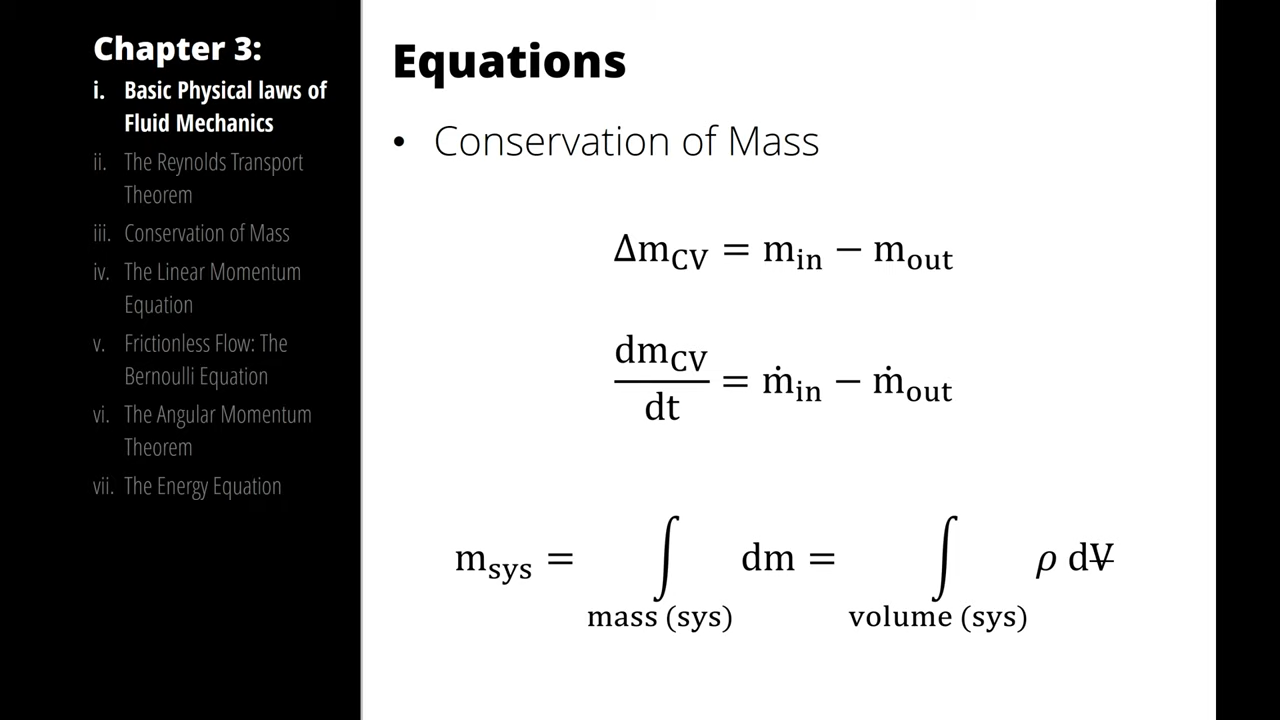 Chapter 3:
i. Basic Physical laws of
Fluid Mechanics
ii. The Reynolds Transport
Theorem
iii. Conservation of Mass
iv. The Linear Momentum
Equation
v. Frictionless Flow: The
Bernoulli Equation
vi. The Angular Momentum
Theorem
vii. The Energy Equation
Equations
• Conservation of Mass
Δm_CV = m_in − m_out
dm_CV/dt = ṁ_in − ṁ_out
m_sys = ∫_mass (sys) dm = ∫_volume (sys) ρ dV̶